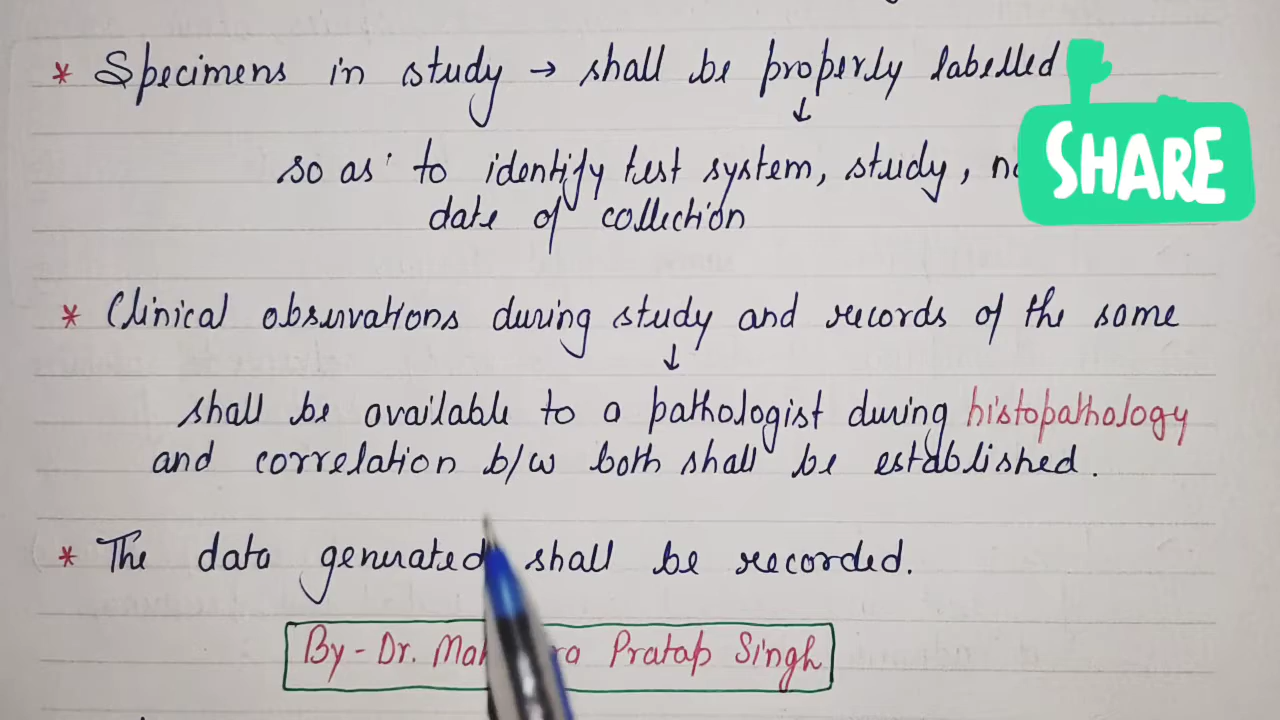 * Specimens in study → shall be properly labelled
↓
so as to identify test system, study,
date of collection
SHARE
* Clinical observations during study and records of the same
↓
shall be available to a pathologist during histopathology
and correlation b/w both shall be established.
* The data generated shall be recorded.
By - Dr. Pratap Singh